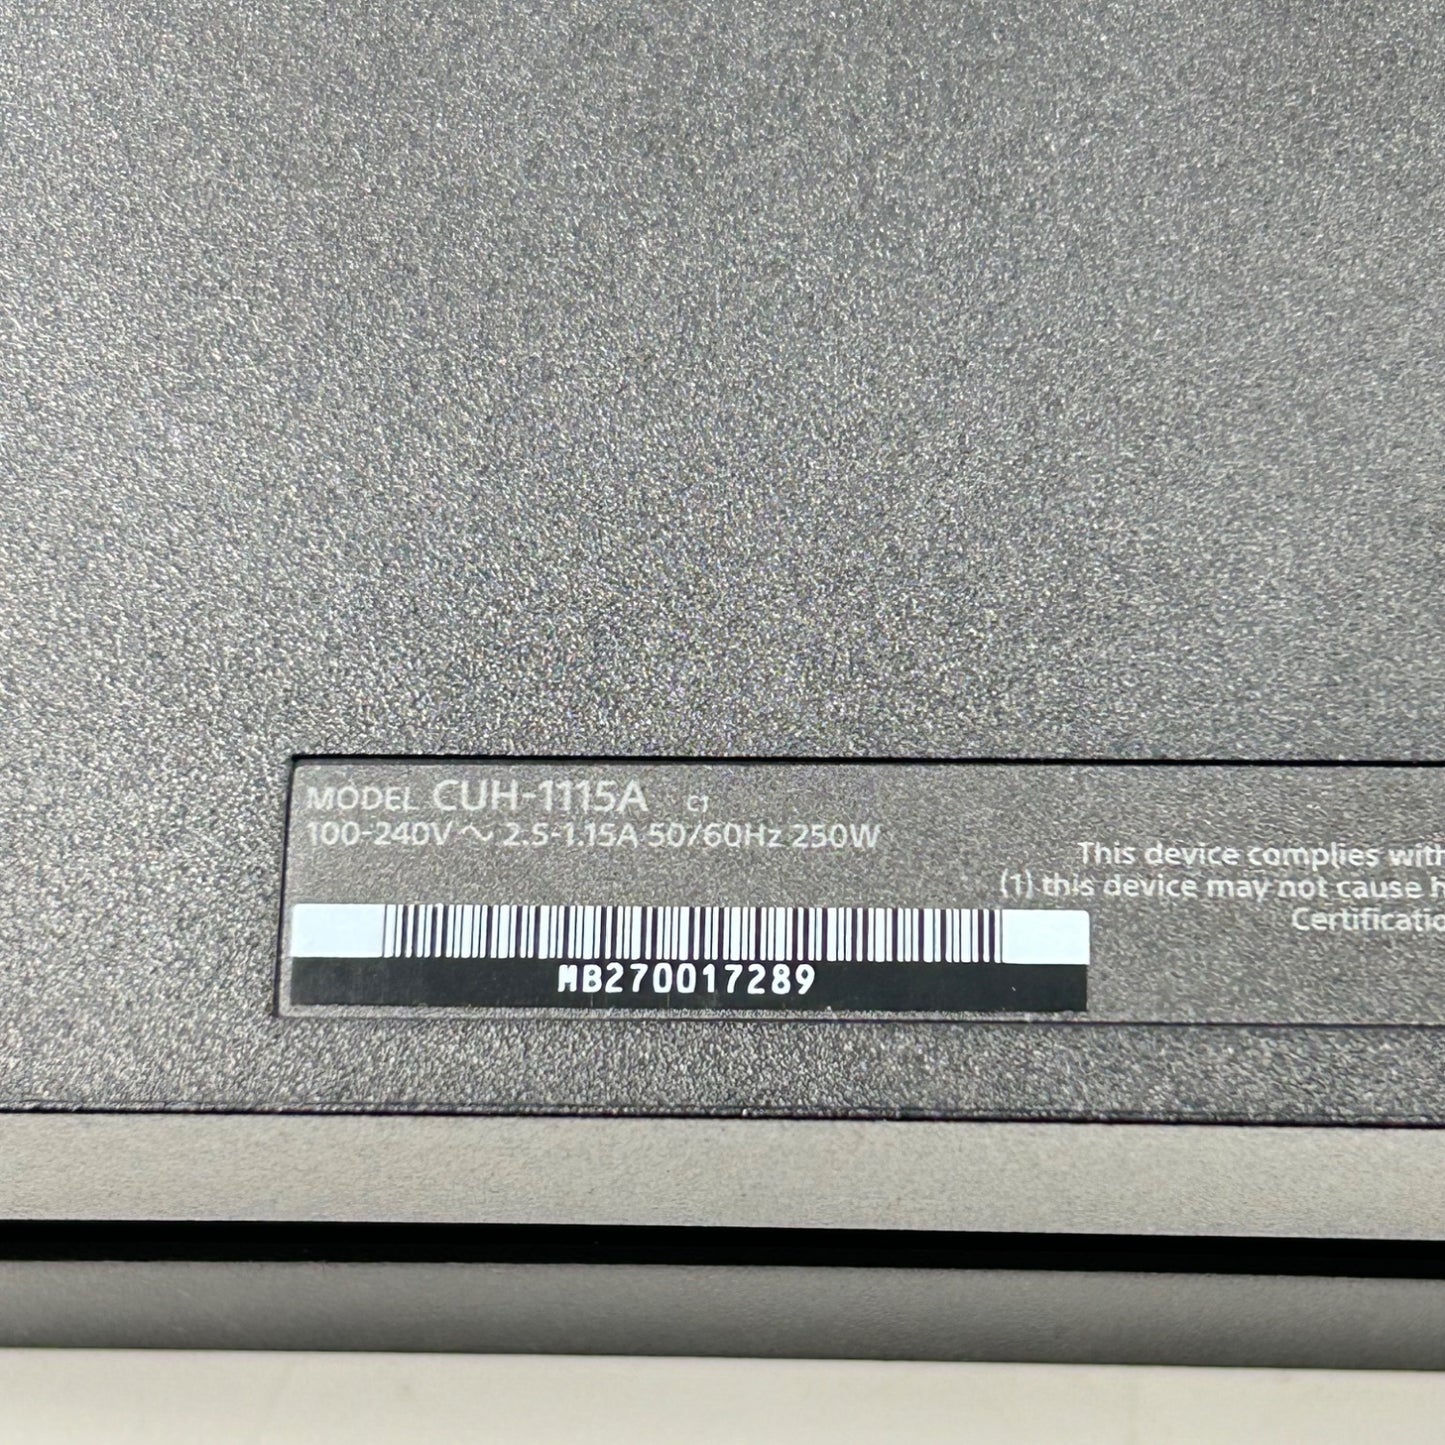 MODEL CUH-1115A C1
100-240V ～ 2.5-1.15A 50/60Hz 250W
MB270017289
This device complies with
(1) this device may not cause